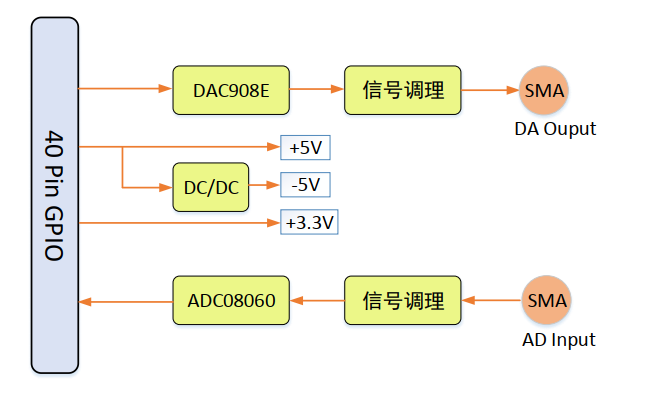 40 Pin GPIO
DAC908E
信号调理
SMA
DA Ouput
+5V
DC/DC
-5V
+3.3V
ADC08060
信号调理
SMA
AD Input